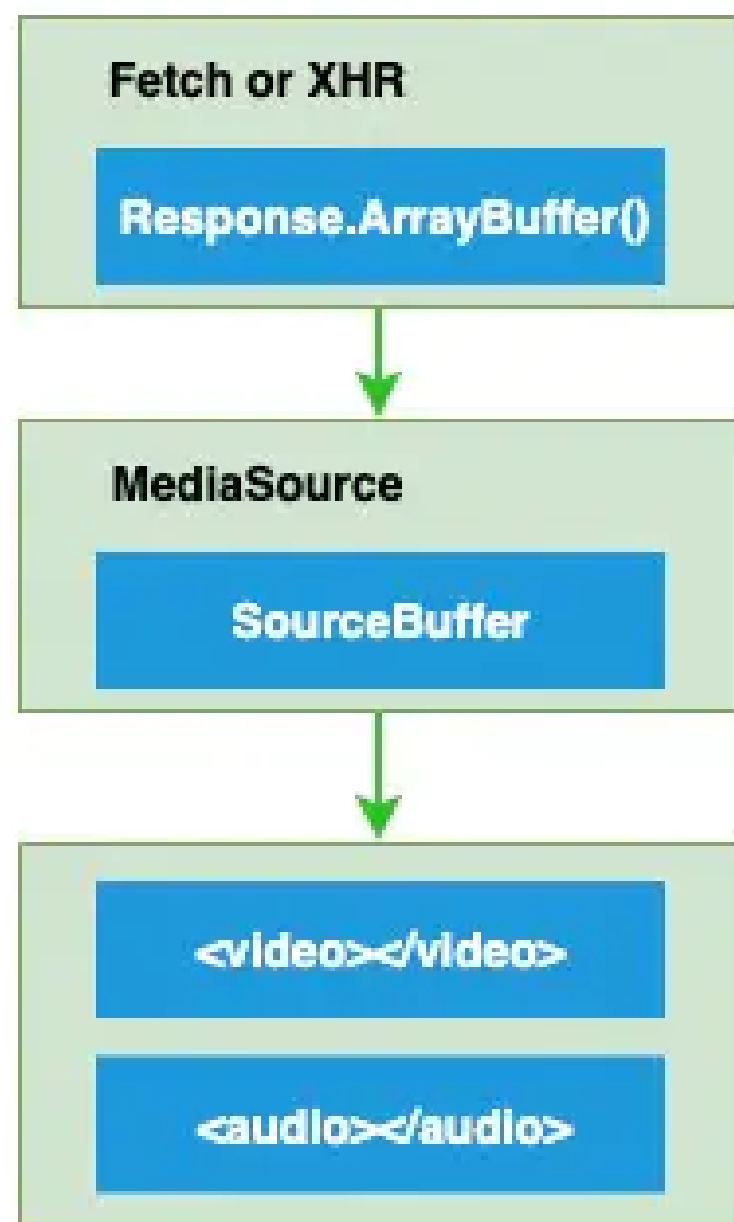 Fetch or XHR
Response.ArrayBuffer()
MediaSource
SourceBuffer
<video></video>
<audio></audio>